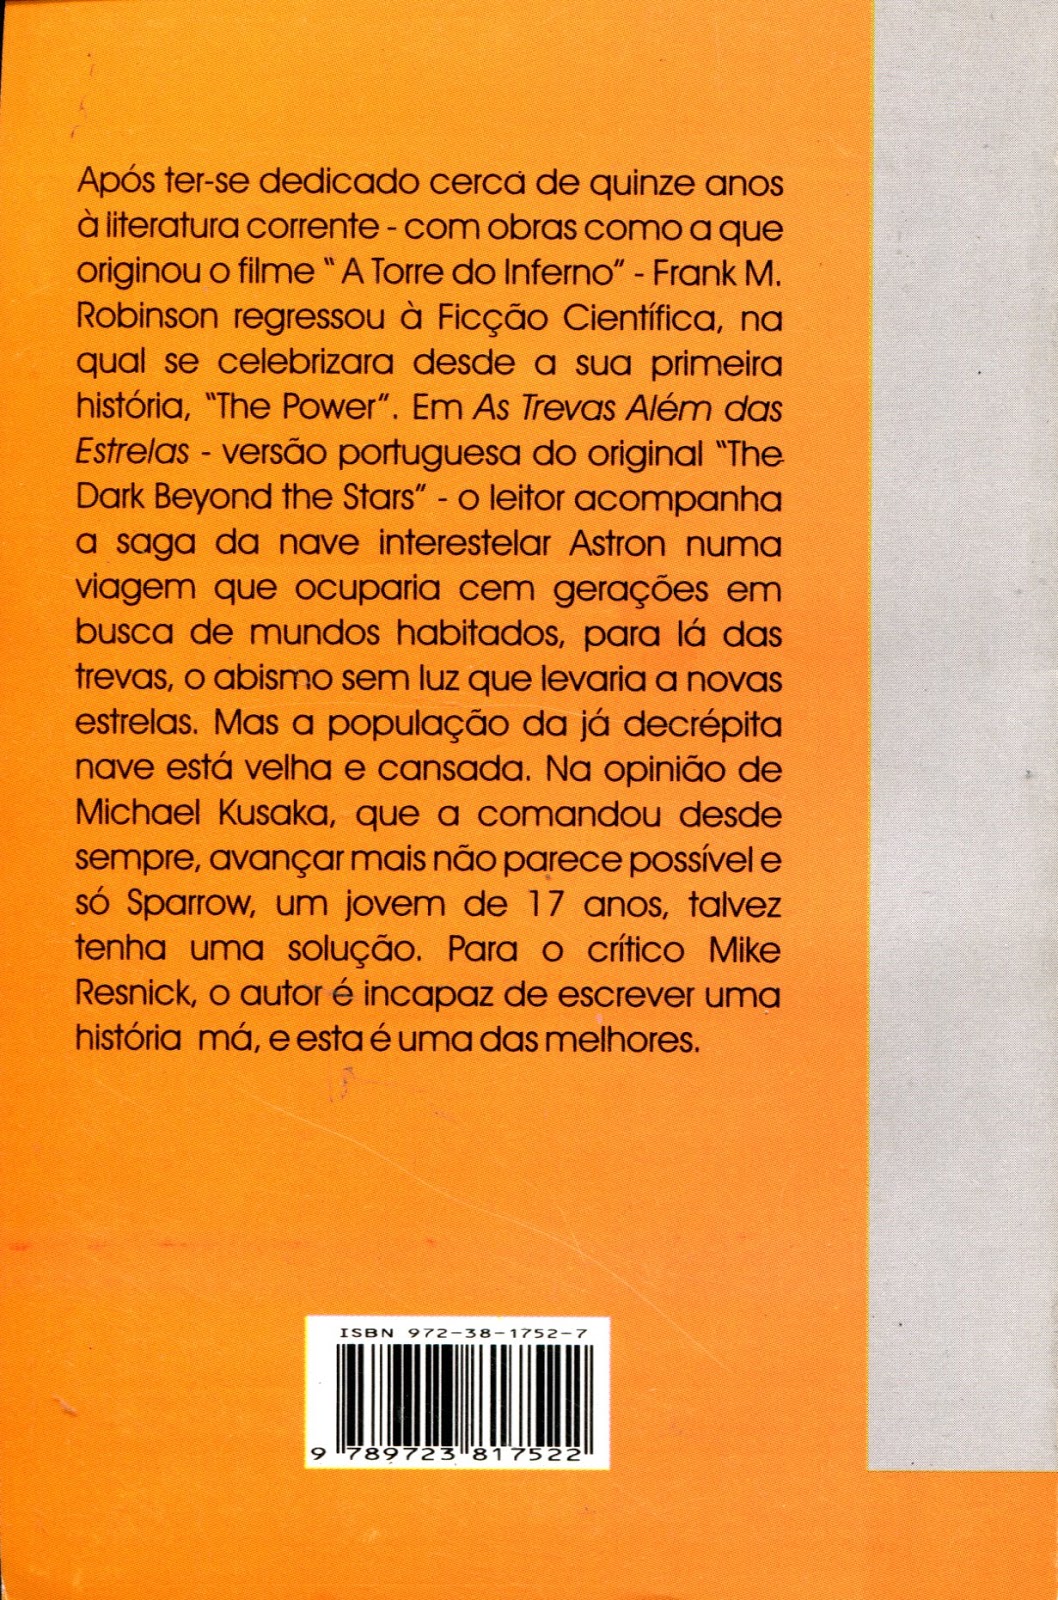 Após ter-se dedicado cerca de quinze anos
à literatura corrente - com obras como a que
originou o filme " A Torre do Inferno" - Frank M.
Robinson regressou à Ficção Científica, na
qual se celebrizara desde a sua primeira
história, "The Power". Em As Trevas Além das
Estrelas - versão portuguesa do original "The
Dark Beyond the Stars" - o leitor acompanha
a saga da nave interestelar Astron numa
viagem que ocuparia cem gerações em
busca de mundos habitados, para lá das
trevas, o abismo sem luz que levaria a novas
estrelas. Mas a população da já decrépita
nave está velha e cansada. Na opinião de
Michael Kusaka, que a comandou desde
sempre, avançar mais não parece possível e
só Sparrow, um jovem de 17 anos, talvez
tenha uma solução. Para o crítico Mike
Resnick, o autor é incapaz de escrever uma
história má, e esta é uma das melhores.
ISBN 972-38-1752-7
9 789723 817522